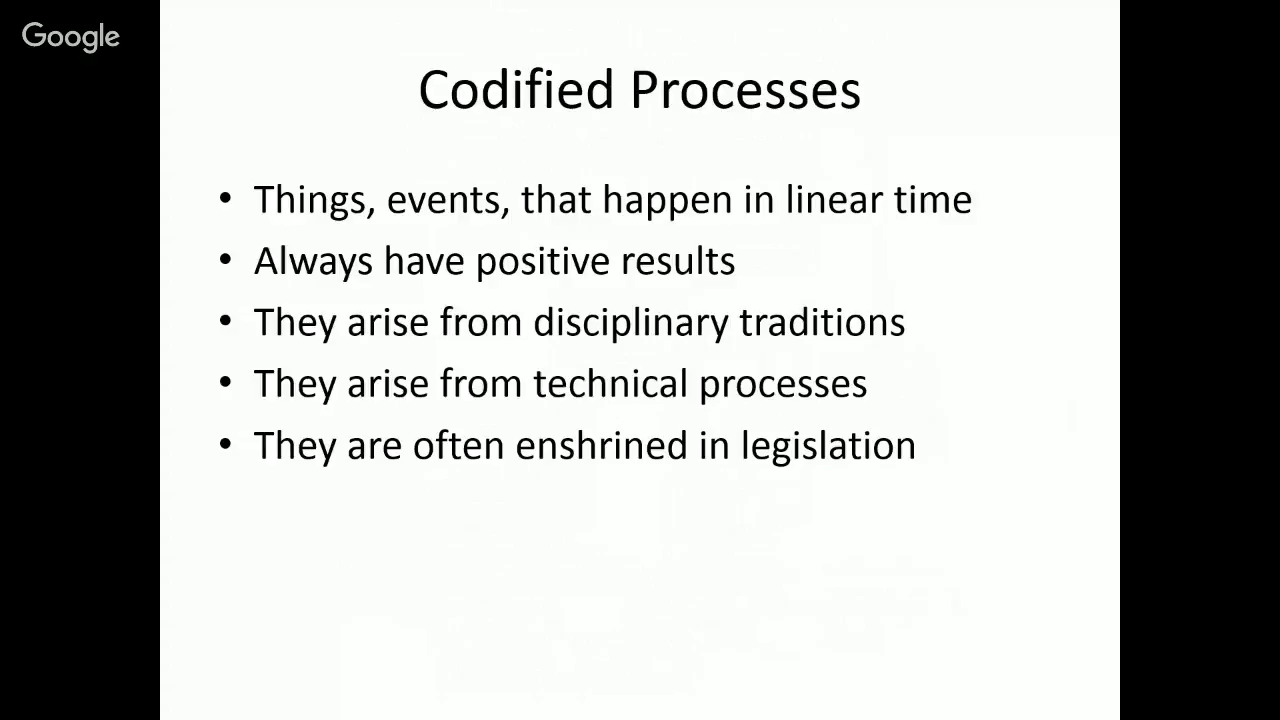 Google
Codified Processes
• Things, events, that happen in linear time
• Always have positive results
• They arise from disciplinary traditions
• They arise from technical processes
• They are often enshrined in legislation